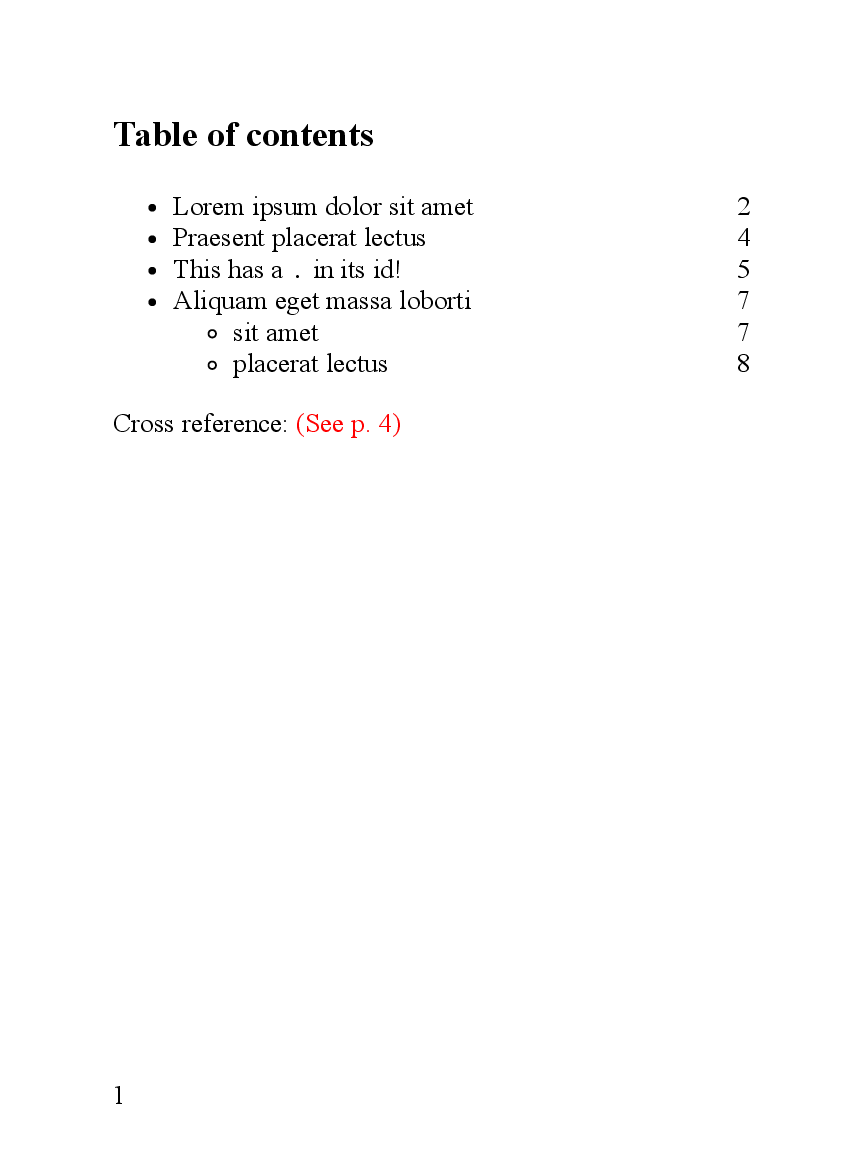 Table of contents
• Lorem ipsum dolor sit amet 2
• Praesent placerat lectus 4
• This has a . in its id! 5
• Aliquam eget massa loborti 7
◦ sit amet 7
◦ placerat lectus 8
Cross reference: (See p. 4)
1